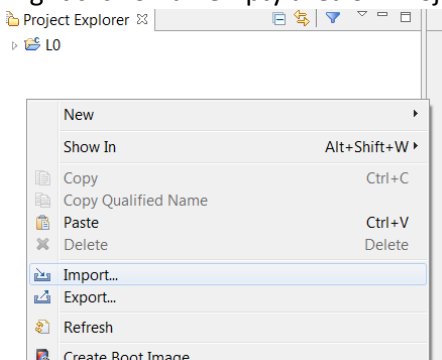 Project Explorer
L0
New
Show In Alt+Shift+W
Copy Ctrl+C
Copy Qualified Name
Paste Ctrl+V
Delete Delete
Import...
Export...
Refresh
Create Boot Image